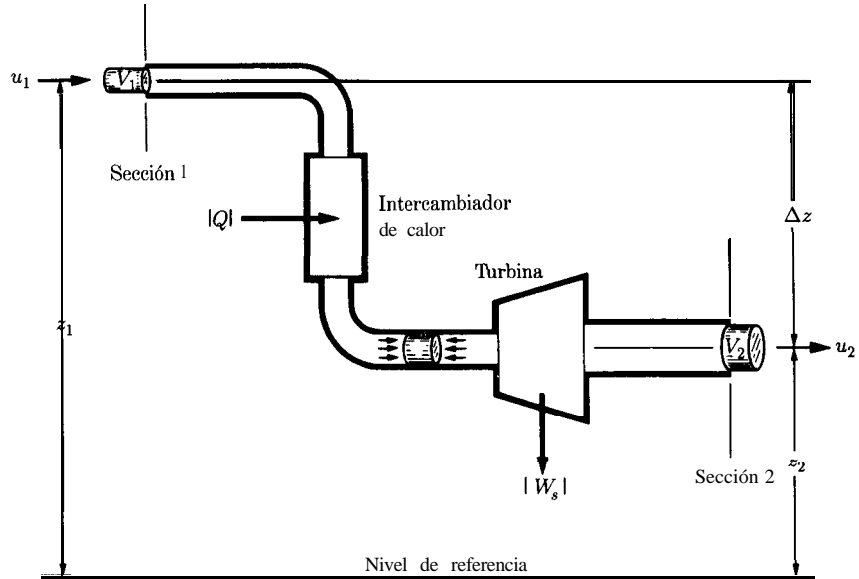 u₁
V₁
Sección 1
Intercambiador
de calor
|Q|
Δz
Turbina
z₁
V₂
u₂
|Wₛ|
Sección 2
z₂
Nivel de referencia